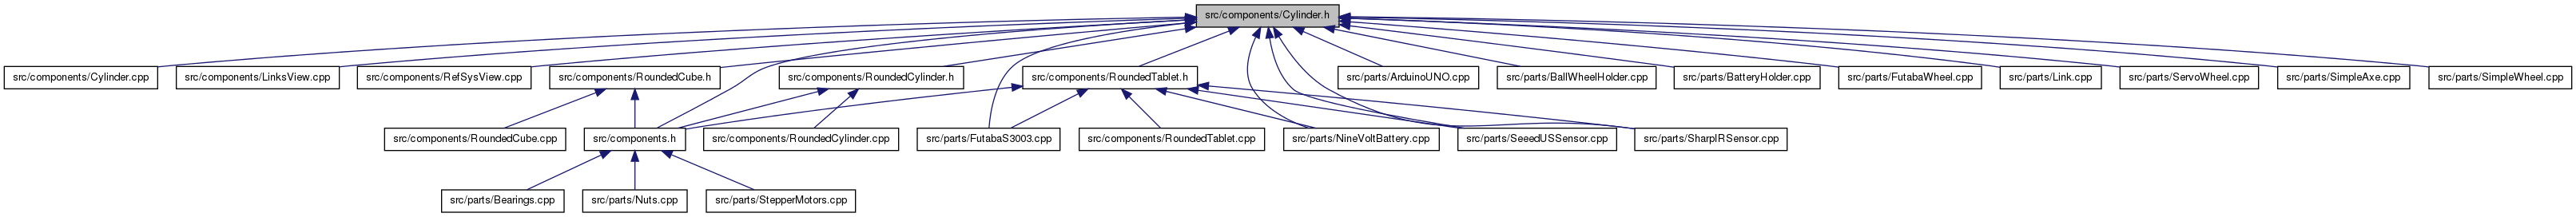 src/components/Cylinder.h
src/components/Cylinder.cpp
src/components/LinksView.cpp
src/components/RefSysView.cpp
src/components/RoundedCube.h
src/components/RoundedCylinder.h
src/components/RoundedTablet.h
src/parts/ArduinoUNO.cpp
src/parts/BallWheelHolder.cpp
src/parts/BatteryHolder.cpp
src/parts/FutabaWheel.cpp
src/parts/Link.cpp
src/parts/ServoWheel.cpp
src/parts/SimpleAxe.cpp
src/parts/SimpleWheel.cpp
src/components/RoundedCube.cpp
src/components.h
src/components/RoundedCylinder.cpp
src/parts/FutabaS3003.cpp
src/components/RoundedTablet.cpp
src/parts/NineVoltBattery.cpp
src/parts/SeeedUSSensor.cpp
src/parts/SharpIRSensor.cpp
src/parts/Bearings.cpp
src/parts/Nuts.cpp
src/parts/StepperMotors.cpp